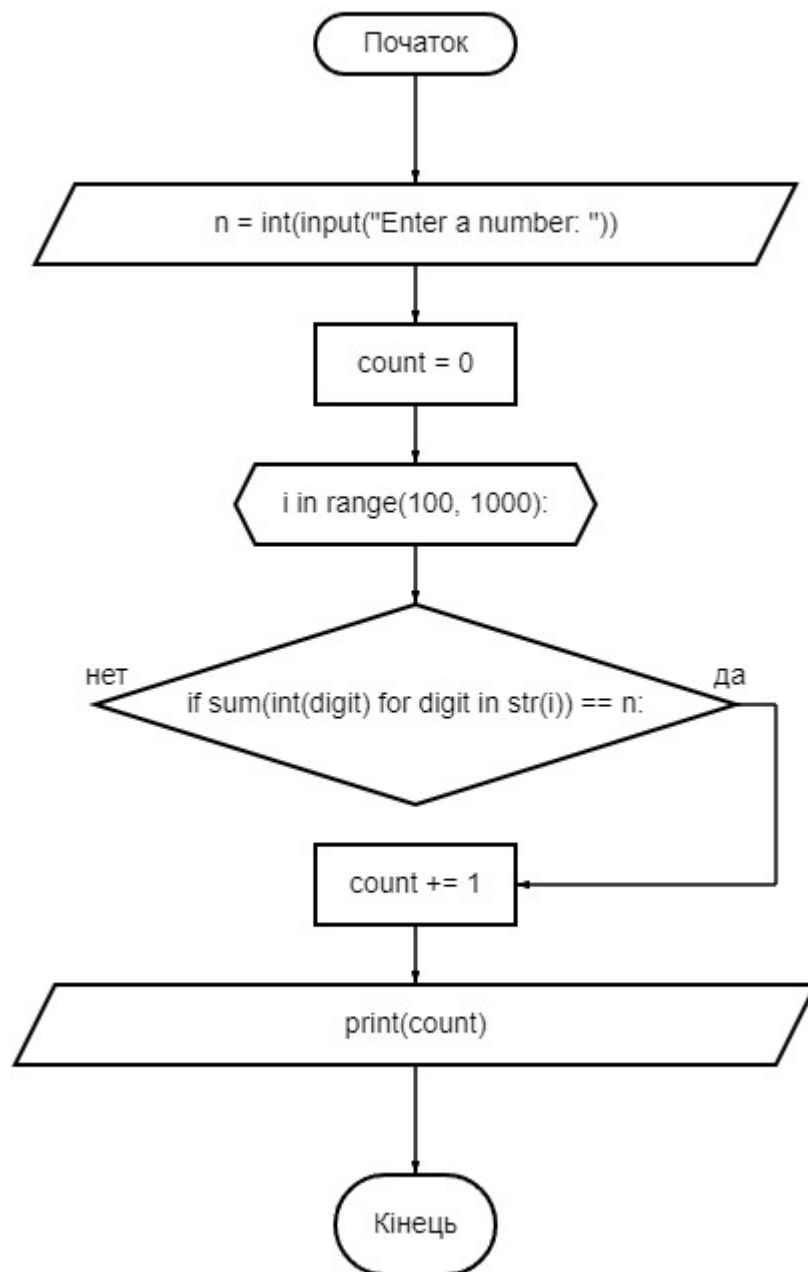 Початок
n = int(input("Enter a number: "))
count = 0
i in range(100, 1000):
нет
да
if sum(int(digit) for digit in str(i)) == n:
count += 1
print(count)
Кінець